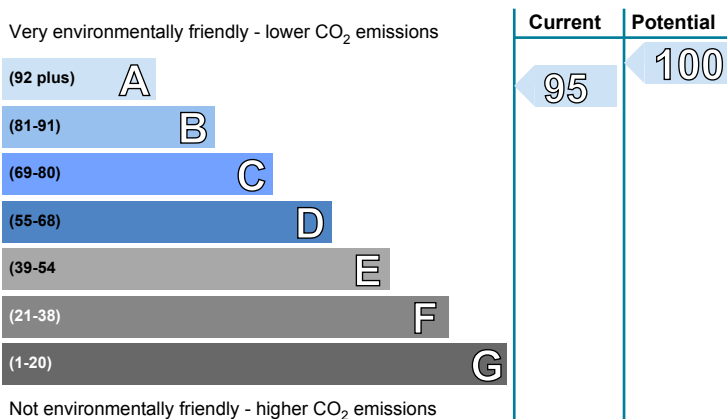 Current Potential
Very environmentally friendly - lower CO2 emissions
(92 plus) A 95 100
(81-91) B
(69-80) C
(55-68) D
(39-54 E
(21-38) F
(1-20) G
Not environmentally friendly - higher CO2 emissions